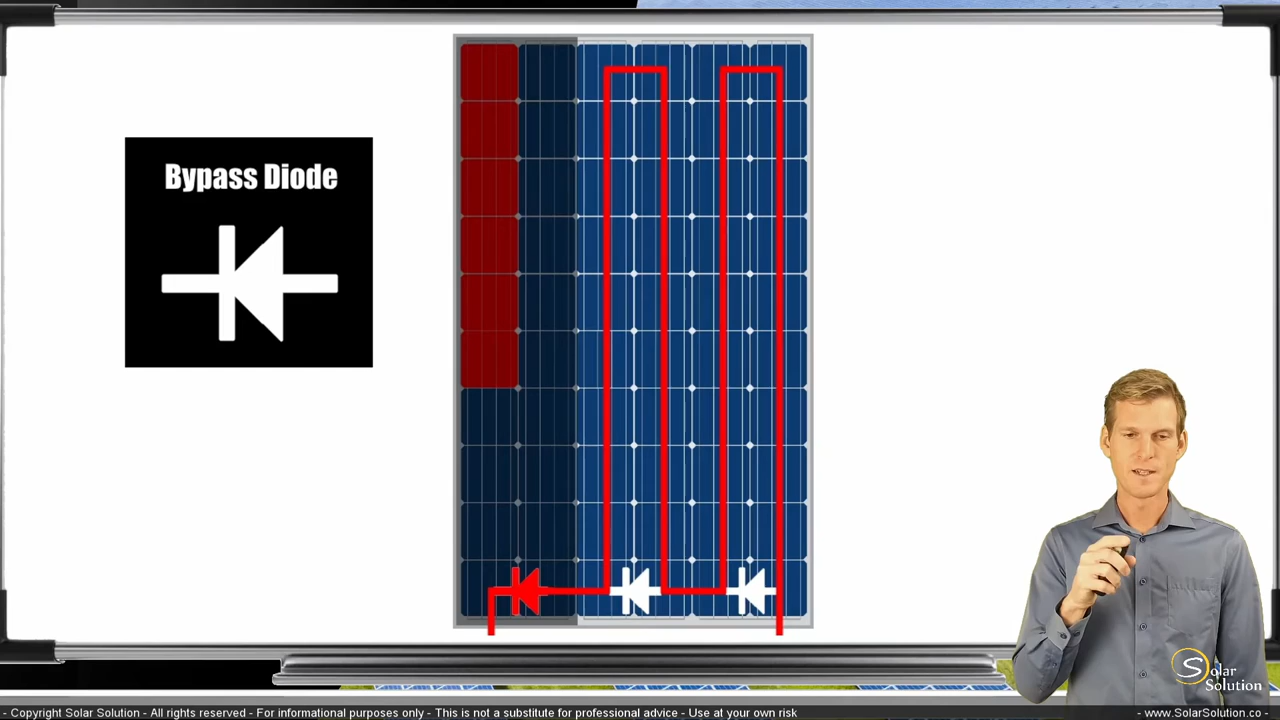 Bypass Diode
Solar
Solution
- Copyright Solar Solution - All rights reserved - For informational purposes only - This is not a substitute for professional advice - Use at your own risk
- www.SolarSolution.co -